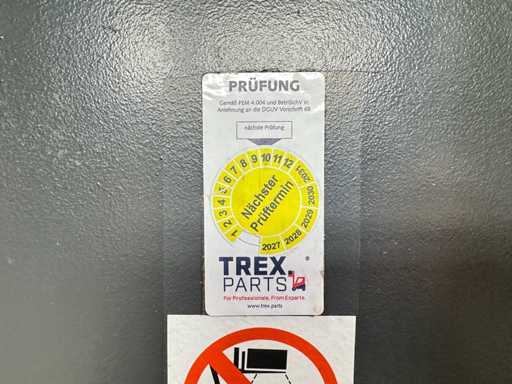 PRÜFUNG
Gemäß FEM 4.004 und BetrSichV in
Anlehnung an die DGUV Vorschrift 68
nächste Prüfung
1 2 3 4 5 6 7 8 9 10 11 12
2031 2030 2029 2028 2027
Nächster
Prüftermin
TREX.
PARTS
®
For Professionals. From Experts.
www.trex.parts